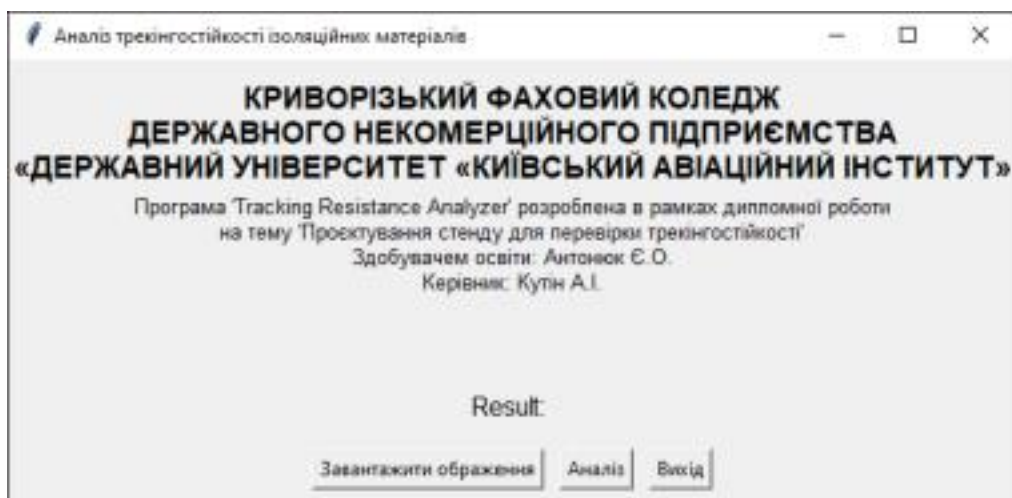 Аналіз трекінгостійкості ізоляційних матеріалів
КРИВОРІЗЬКИЙ ФАХОВИЙ КОЛЕДЖ
ДЕРЖАВНОГО НЕКОМЕРЦІЙНОГО ПІДПРИЄМСТВА
«ДЕРЖАВНИЙ УНІВЕРСИТЕТ «КИЇВСЬКИЙ АВІАЦІЙНИЙ ІНСТИТУТ»
Програма 'Tracking Resistance Analyzer' розроблена в рамках дипломної роботи
на тему 'Проєктування стенду для перевірки трекінгостійкості'
Здобувачем освіти: Антонюк Є.О.
Керівник: Кутін А.І.
Result:
Завантажити ображення Аналіз Вихід